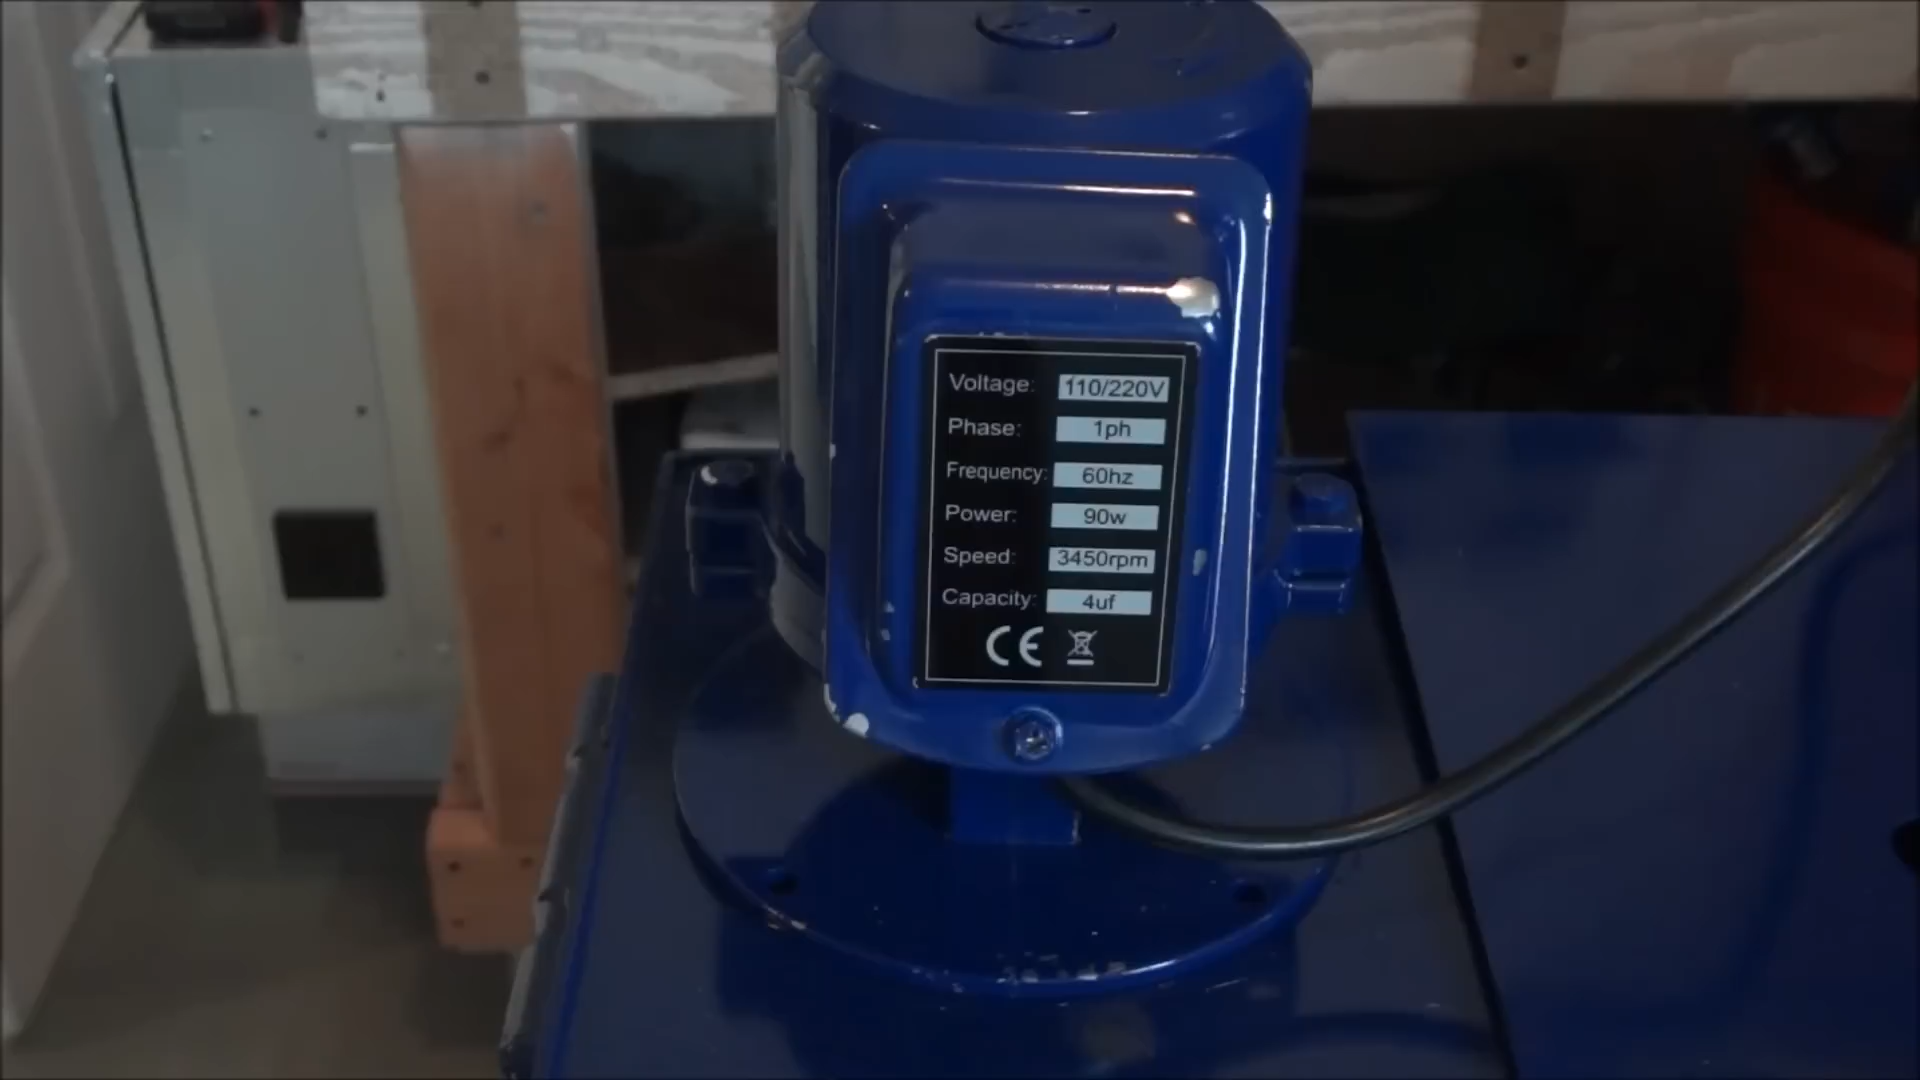 Voltage: 110/220V
Phase: 1ph
Frequency: 60hz
Power: 90w
Speed: 3450rpm
Capacity: 4uf
CE